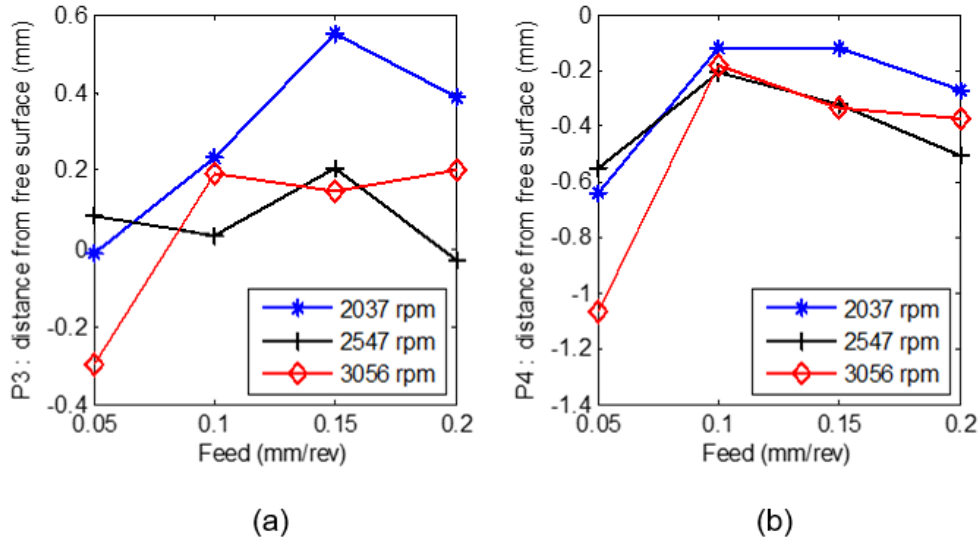 P3 : distance from free surface (mm)
0.6
0.4
0.2
0
-0.2
-0.4
0.05
0.1
0.15
0.2
Feed (mm/rev)
2037 rpm
2547 rpm
3056 rpm
(a)
P4 : distance from free surface (mm)
0
-0.2
-0.4
-0.6
-0.8
-1
-1.2
-1.4
0.05
0.1
0.15
0.2
Feed (mm/rev)
2037 rpm
2547 rpm
3056 rpm
(b)